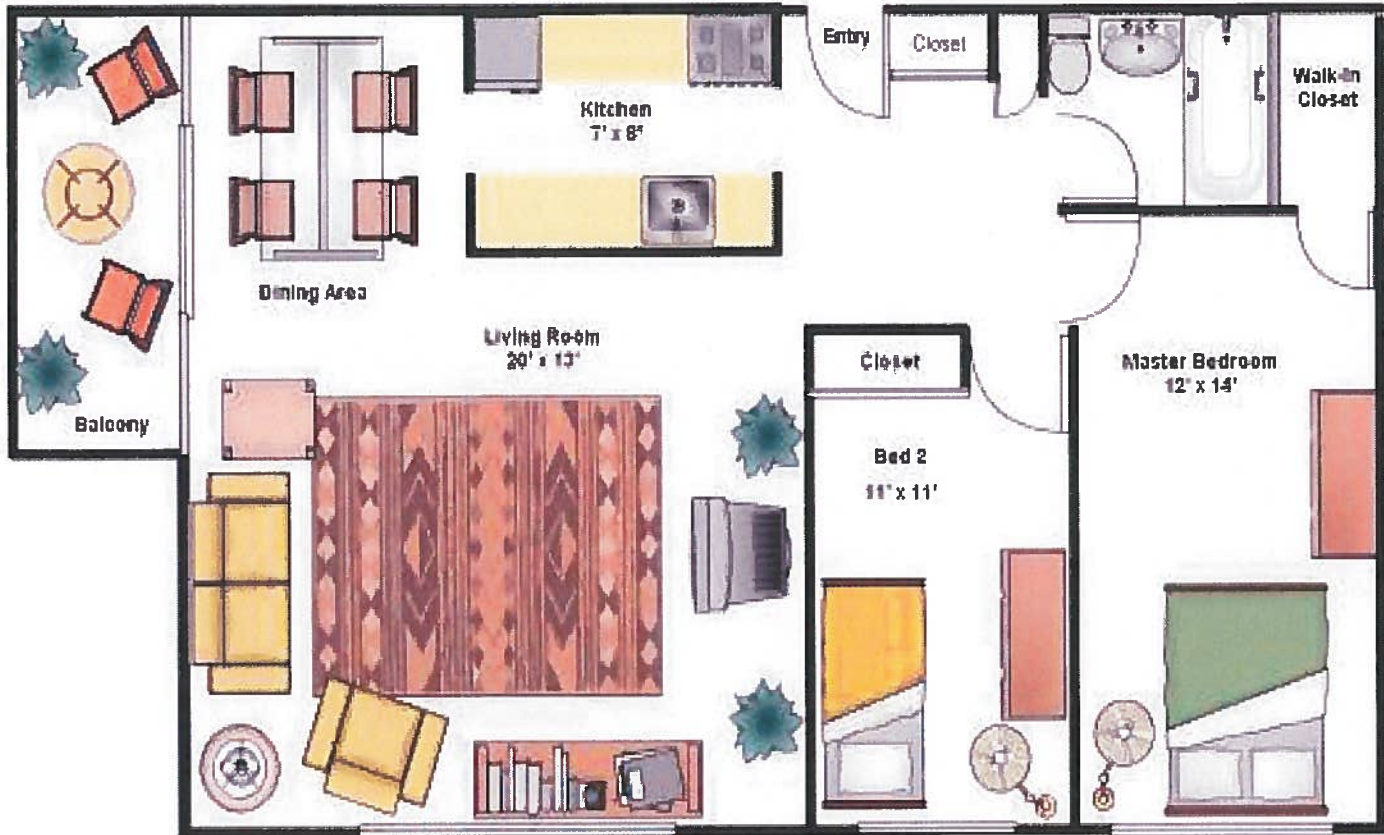 Entry
Closet
Walk-in
Closet
Kitchen
7' x 8'
Dining Area
Living Room
20' x 13'
Closet
Master Bedroom
12' x 14'
Balcony
Bed 2
11' x 11'